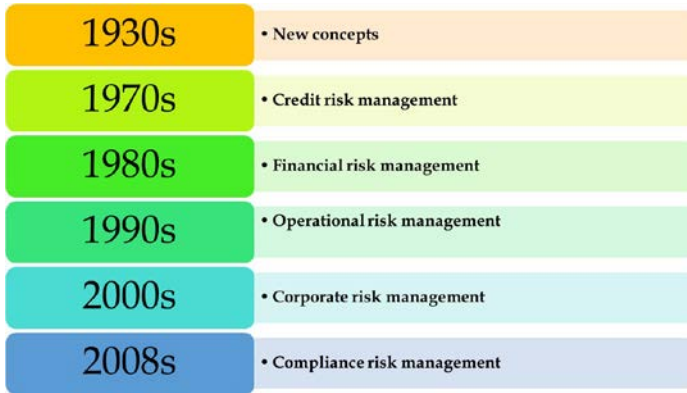 1930s
• New concepts
1970s
• Credit risk management
1980s
• Financial risk management
1990s
• Operational risk management
2000s
• Corporate risk management
2008s
• Compliance risk management